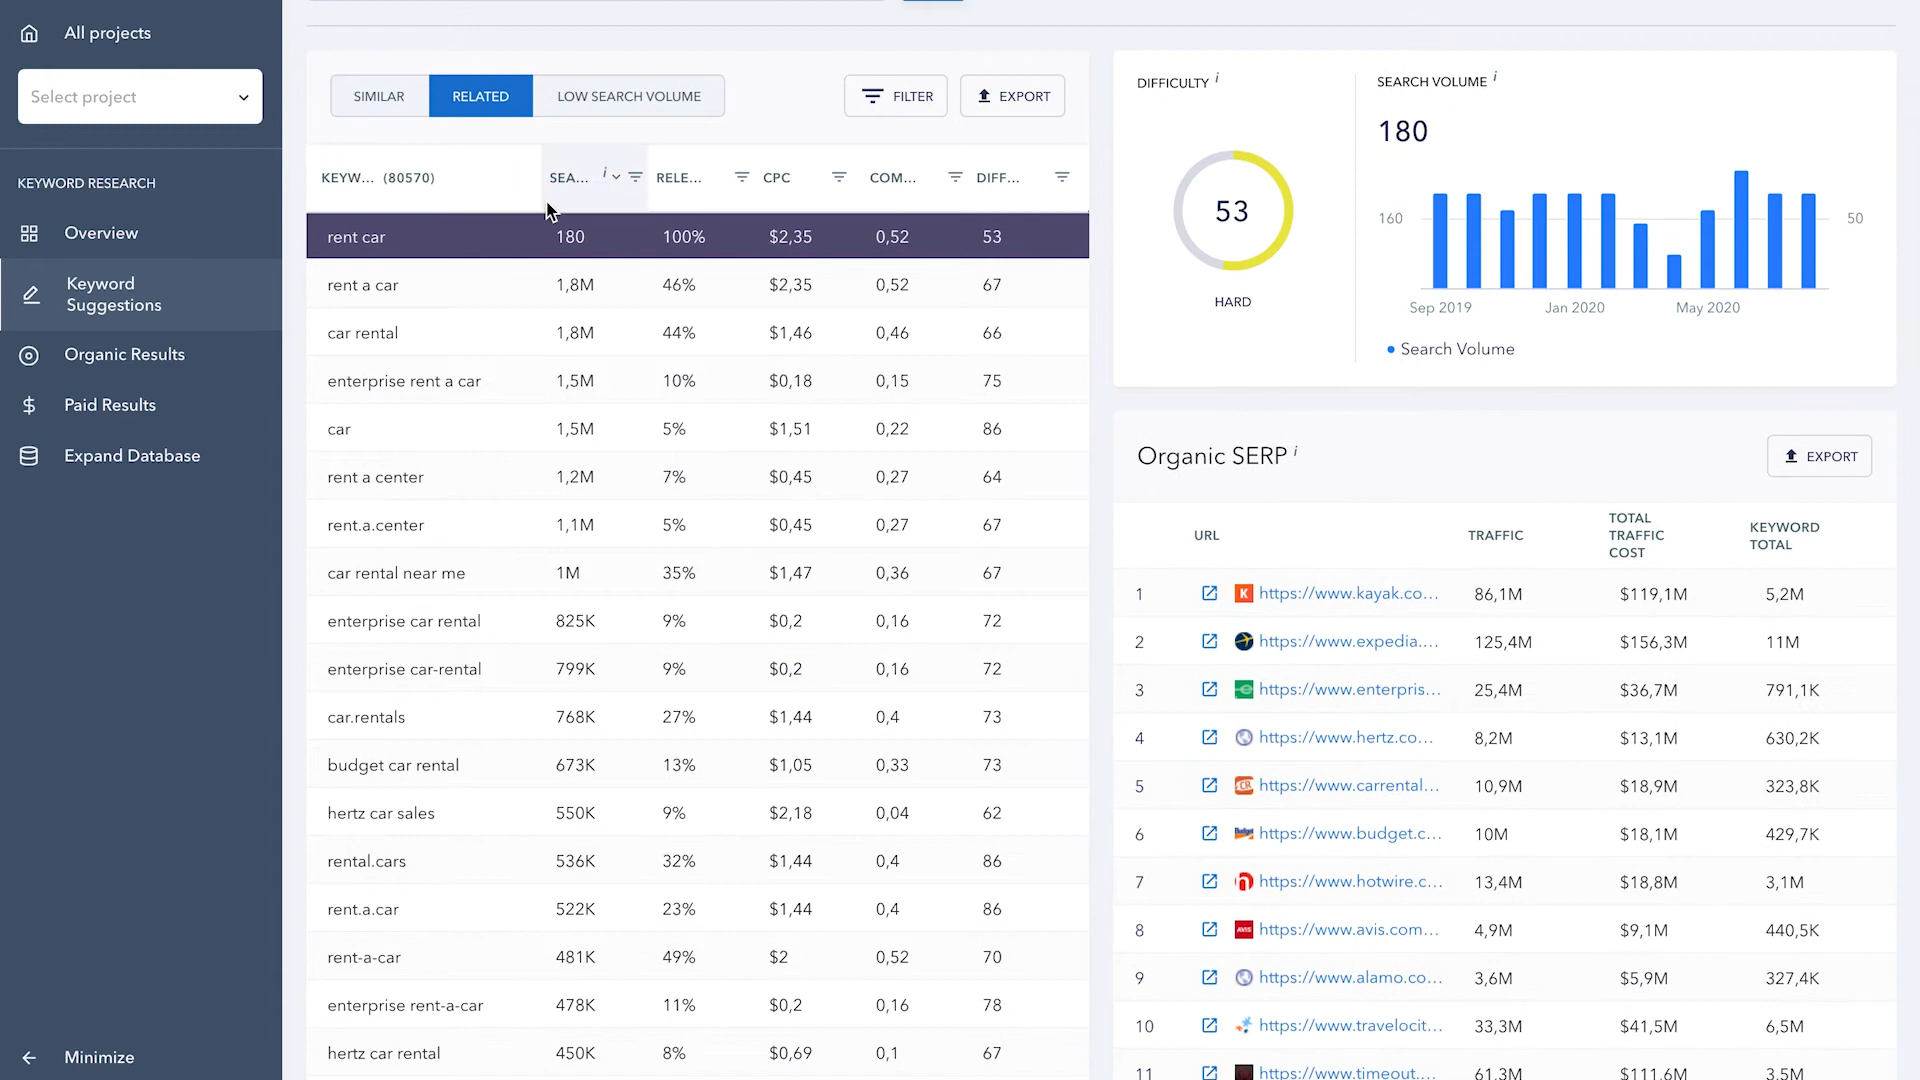 All projects
Select project
KEYWORD RESEARCH
Overview
Keyword
Suggestions
Organic Results
Paid Results
Expand Database
Minimize
SIMILAR RELATED LOW SEARCH VOLUME FILTER EXPORT
KEYW... (80570) SEA... i RELE... CPC COM... DIFF...
rent car 180 100% $2,35 0,52 53
rent a car 1,8M 46% $2,35 0,52 67
car rental 1,8M 44% $1,46 0,46 66
enterprise rent a car 1,5M 10% $0,18 0,15 75
car 1,5M 5% $1,51 0,22 86
rent a center 1,2M 7% $0,45 0,27 64
rent.a.center 1,1M 5% $0,45 0,27 67
car rental near me 1M 35% $1,47 0,36 67
enterprise car rental 825K 9% $0,2 0,16 72
enterprise car-rental 799K 9% $0,2 0,16 72
car.rentals 768K 27% $1,44 0,4 73
budget car rental 673K 13% $1,05 0,33 73
hertz car sales 550K 9% $2,18 0,04 62
rental.cars 536K 32% $1,44 0,4 86
rent.a.car 522K 23% $1,44 0,4 86
rent-a-car 481K 49% $2 0,52 70
enterprise rent-a-car 478K 11% $0,2 0,16 78
hertz car rental 450K 8% $0,69 0,1 67
DIFFICULTY i
53
HARD
SEARCH VOLUME i
180
160 50
Sep 2019 Jan 2020 May 2020
Search Volume
Organic SERP i EXPORT
URL TRAFFIC TOTAL TRAFFIC COST KEYWORD TOTAL
1 K https://www.kayak.co... 86,1M $119,1M 5,2M
2 https://www.expedia.... 125,4M $156,3M 11M
3 e https://www.enterpris... 25,4M $36,7M 791,1K
4 https://www.hertz.co... 8,2M $13,1M 630,2K
5 CR https://www.carrental... 10,9M $18,9M 323,8K
6 Budget https://www.budget.c... 10M $18,1M 429,7K
7 h https://www.hotwire.c... 13,4M $18,8M 3,1M
8 AVIS https://www.avis.com... 4,9M $9,1M 440,5K
9 https://www.alamo.co... 3,6M $5,9M 327,4K
10 https://www.travelocit... 33,3M $41,5M 6,5M
11 https://www.timeout.... 61,3M $111,6M 3,5M